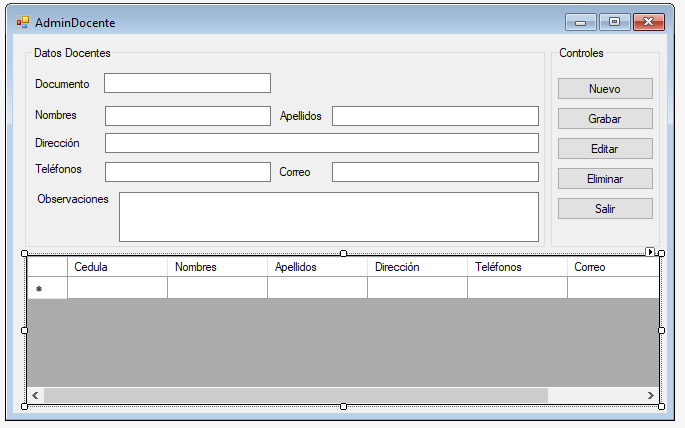 AdminDocente
Datos Docentes
Controles
Documento
Nuevo
Nombres
Apellidos
Grabar
Dirección
Editar
Teléfonos
Correo
Eliminar
Observaciones
Salir
Cedula Nombres Apellidos Dirección Teléfonos Correo